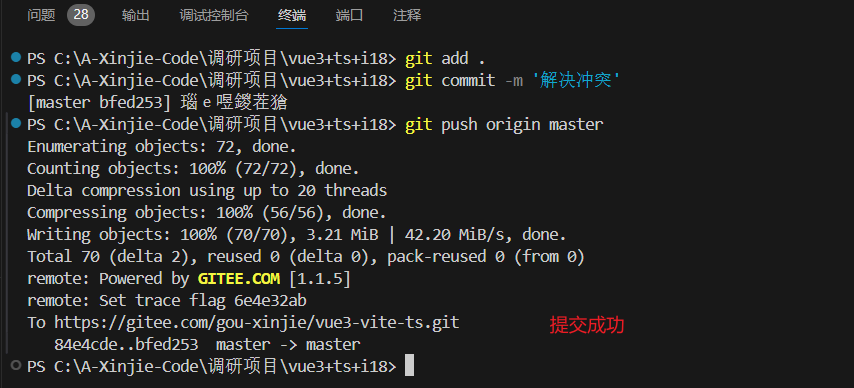 问题 28 输出 调试控制台 终端 端口 注释
PS C:\A-Xinjie-Code\调研项目\vue3+ts+i18> git add .
PS C:\A-Xinjie-Code\调研项目\vue3+ts+i18> git commit -m '解决冲突'
[master bfed253] 瑙ｅ喅鍐茬獊
PS C:\A-Xinjie-Code\调研项目\vue3+ts+i18> git push origin master
Enumerating objects: 72, done.
Counting objects: 100% (72/72), done.
Delta compression using up to 20 threads
Compressing objects: 100% (56/56), done.
Writing objects: 100% (70/70), 3.21 MiB | 42.20 MiB/s, done.
Total 70 (delta 2), reused 0 (delta 0), pack-reused 0 (from 0)
remote: Powered by GITEE.COM [1.1.5]
remote: Set trace flag 6e4e32ab
To https://gitee.com/gou-xinjie/vue3-vite-ts.git
提交成功
84e4cde..bfed253  master -> master
PS C:\A-Xinjie-Code\调研项目\vue3+ts+i18>